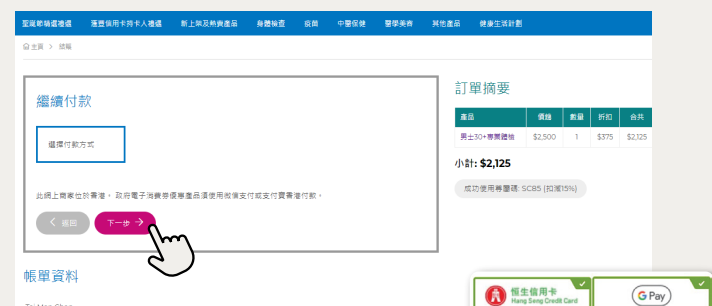 聖誕節精選禮遇 滙豐信用卡持卡人禮遇 新上架及熱賣產品 身體檢查 疫苗 中醫保健 醫學美容 其他產品 健康生活計劃
主頁 > 結賬
繼續付款
選擇付款方式
此網上商家位於香港。 政府電子消費券優惠產品須使用微信支付或支付寶香港付款。
返回
下一步
訂單摘要
產品 價錢 數量 折扣 合共
男士30+專業體檢 $2,500 1 $375 $2,125
小計: $2,125
成功使用專屬碼: SC85 (扣減15%)
帳單資料
恒生信用卡
Hang Seng Credit Card
G Pay